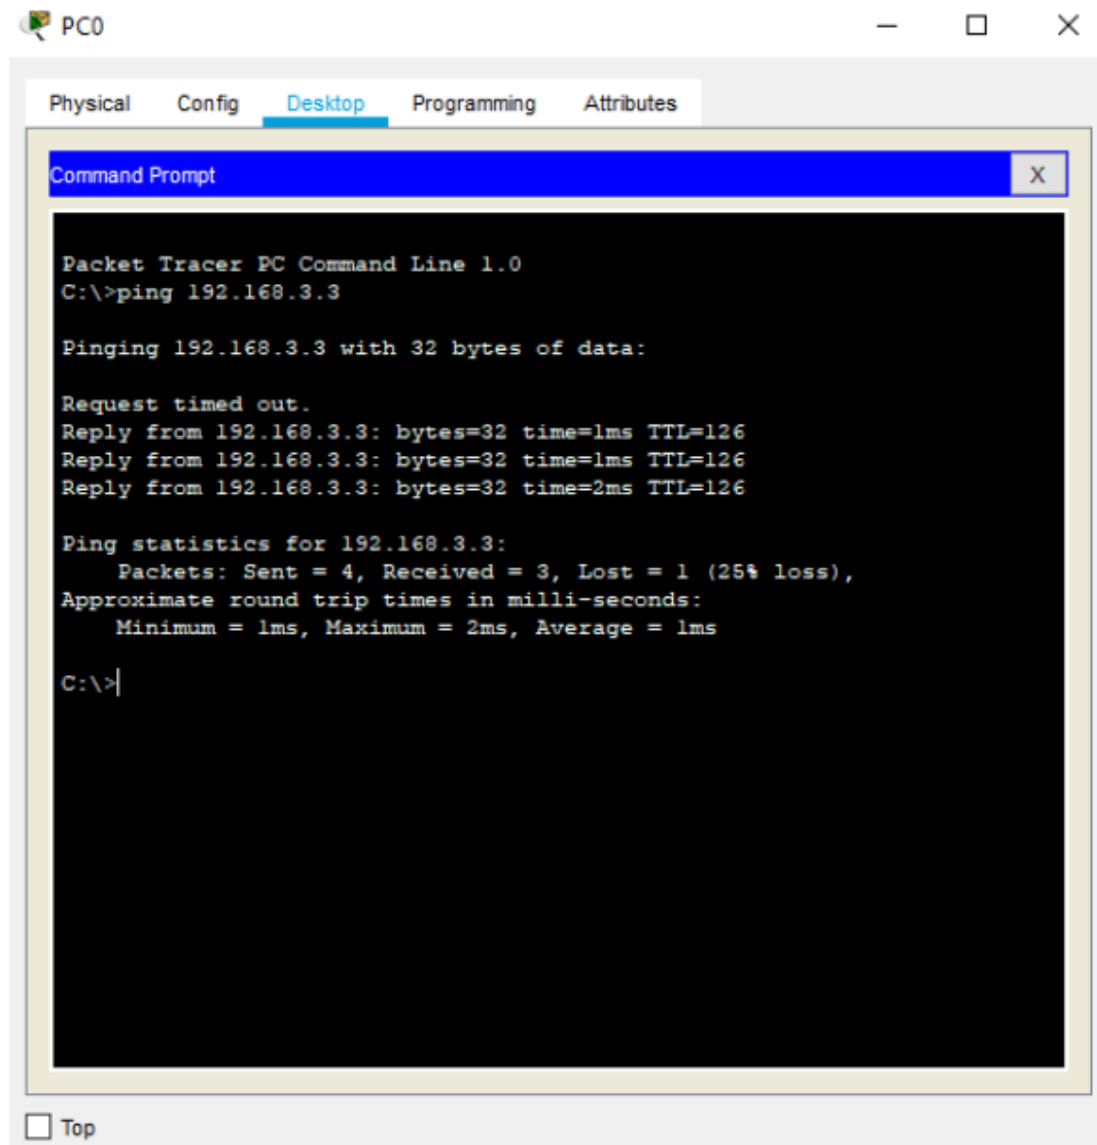 PC0
Physical Config Desktop Programming Attributes
Command Prompt X
Packet Tracer PC Command Line 1.0
C:\>ping 192.168.3.3
Pinging 192.168.3.3 with 32 bytes of data:
Request timed out.
Reply from 192.168.3.3: bytes=32 time=1ms TTL=126
Reply from 192.168.3.3: bytes=32 time=1ms TTL=126
Reply from 192.168.3.3: bytes=32 time=2ms TTL=126
Ping statistics for 192.168.3.3:
Packets: Sent = 4, Received = 3, Lost = 1 (25% loss),
Approximate round trip times in milli-seconds:
Minimum = 1ms, Maximum = 2ms, Average = 1ms
C:\>
Top